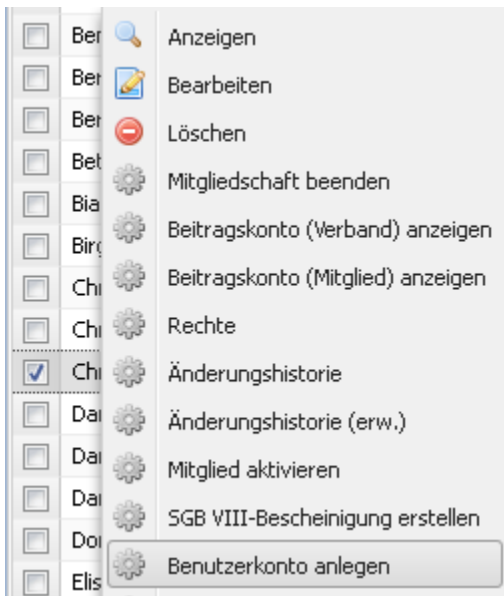 Anzeigen
Bearbeiten
Löschen
Mitgliedschaft beenden
Beitragskonto (Verband) anzeigen
Beitragskonto (Mitglied) anzeigen
Rechte
Änderungshistorie
Änderungshistorie (erw.)
Mitglied aktivieren
SGB VIII-Bescheinigung erstellen
Benutzerkonto anlegen